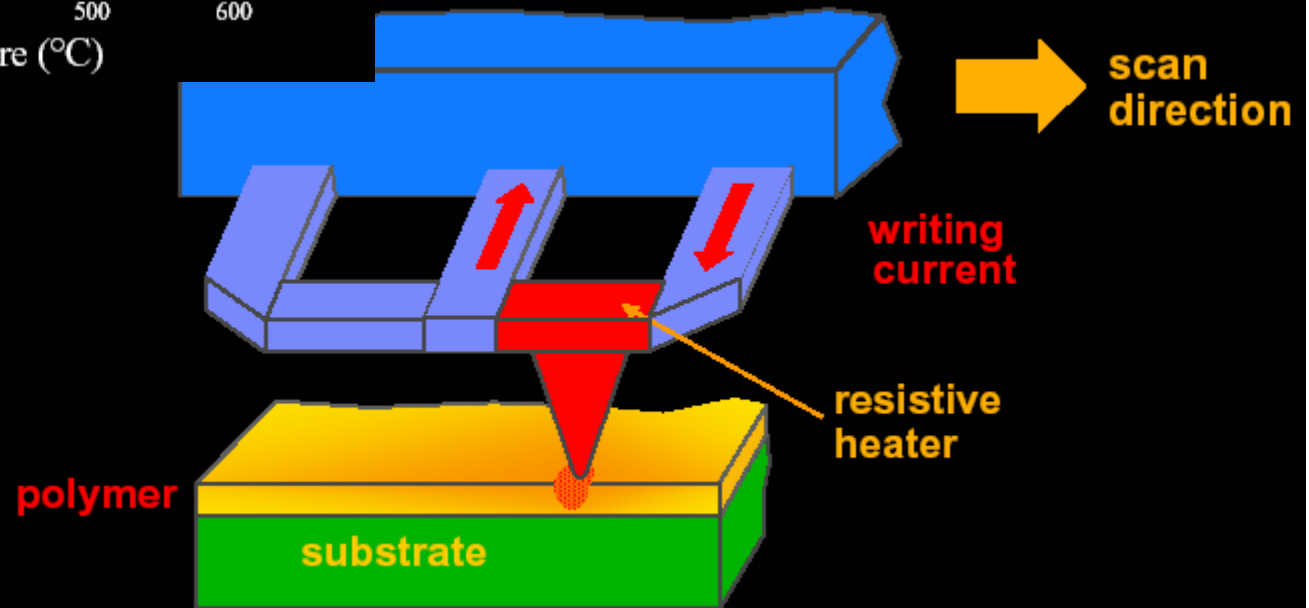 500 600
re (°C)
scan
direction
writing
current
resistive
heater
polymer
substrate